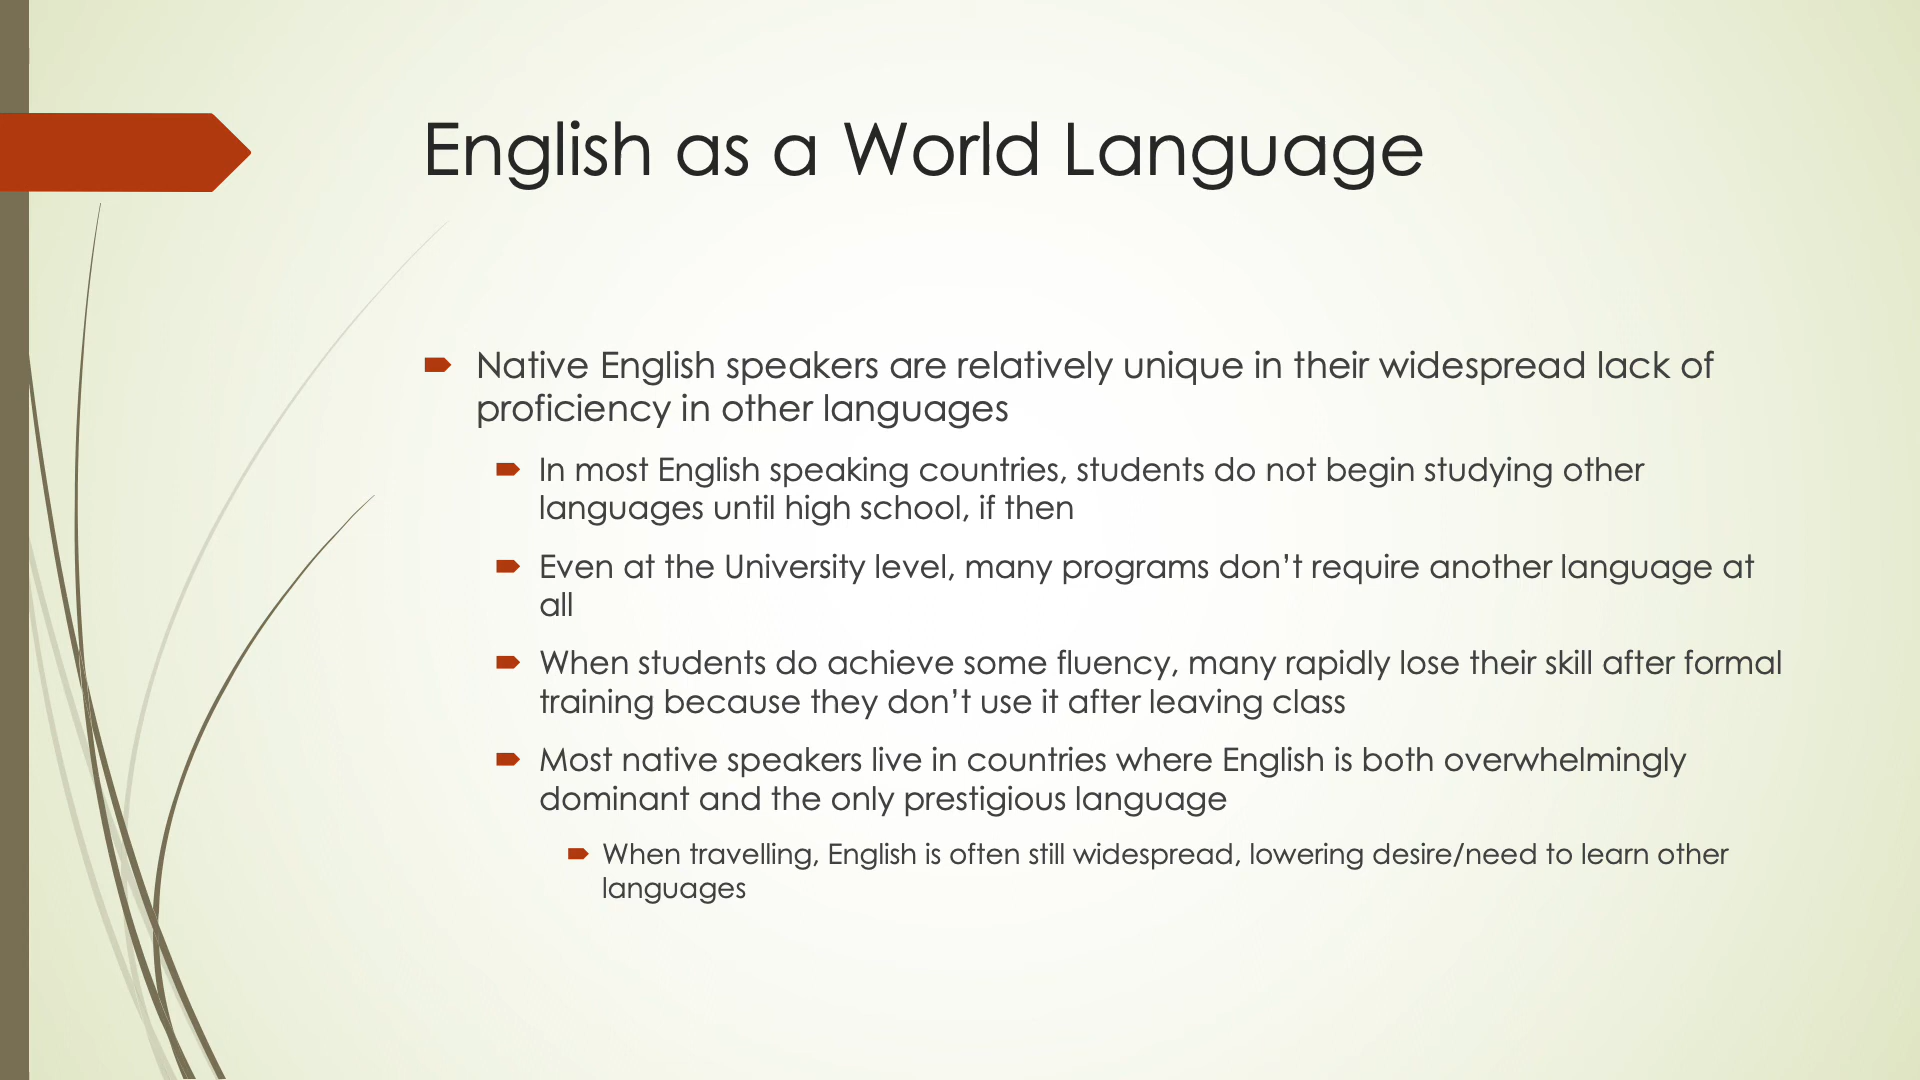 English as a World Language
Native English speakers are relatively unique in their widespread lack of
proficiency in other languages
In most English speaking countries, students do not begin studying other
languages until high school, if then
Even at the University level, many programs don’t require another language at
all
When students do achieve some fluency, many rapidly lose their skill after formal
training because they don’t use it after leaving class
Most native speakers live in countries where English is both overwhelmingly
dominant and the only prestigious language
When travelling, English is often still widespread, lowering desire/need to learn other
languages